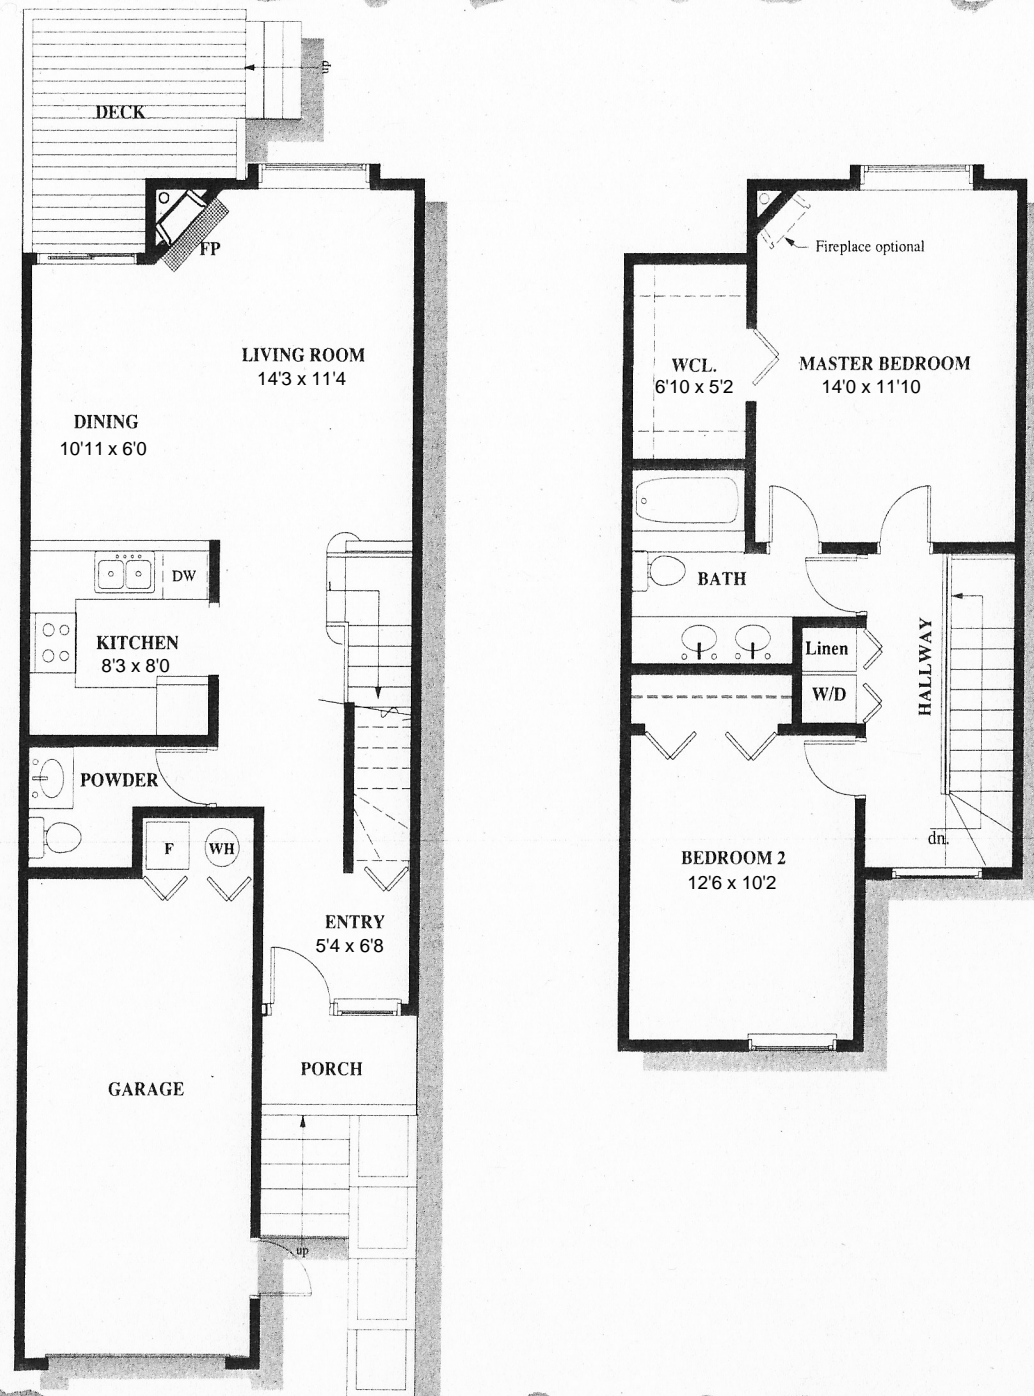 up
DECK
FP
LIVING ROOM
14'3 x 11'4
DINING
10'11 x 6'0
DW
KITCHEN
8'3 x 8'0
POWDER
F
WH
ENTRY
5'4 x 6'8
PORCH
GARAGE
up
Fireplace optional
WCL.
6'10 x 5'2
MASTER BEDROOM
14'0 x 11'10
BATH
Linen
W/D
HALLWAY
dn.
BEDROOM 2
12'6 x 10'2